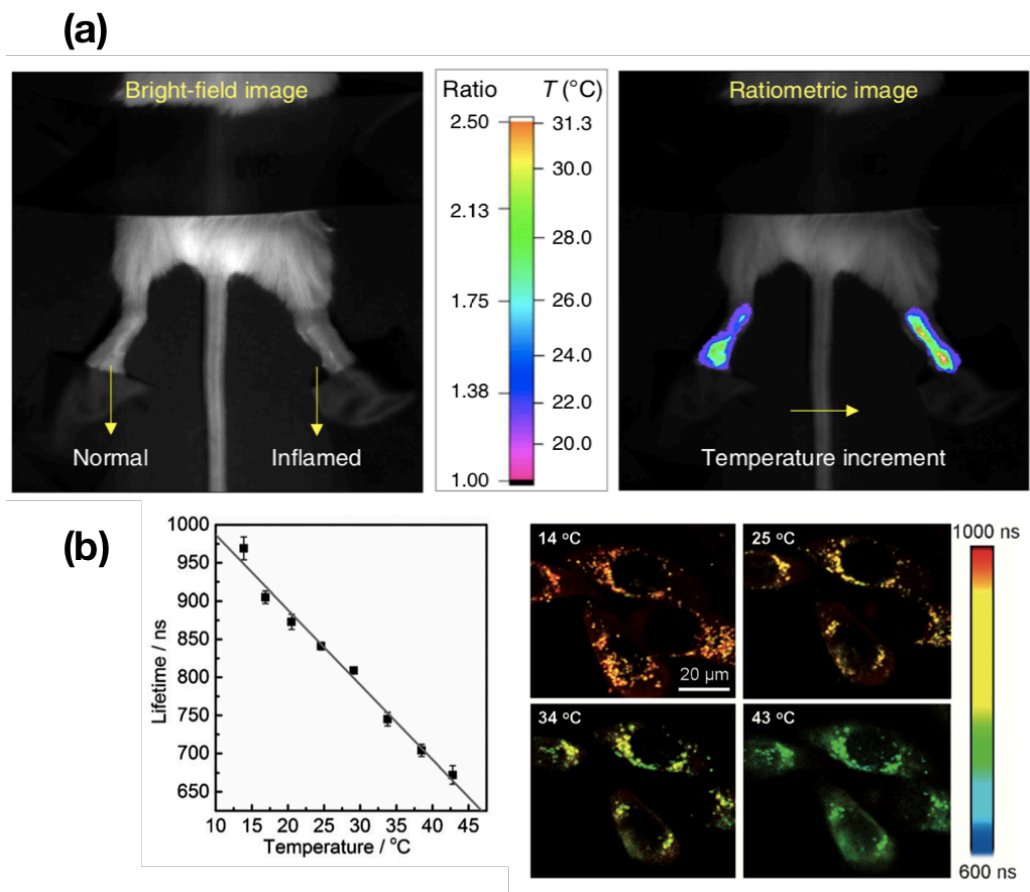 (a)
Bright-field image
Normal
Inflamed
Ratio T (°C)
2.50 31.3
30.0
2.13
28.0
1.75 26.0
24.0
1.38
22.0
20.0
1.00
Ratiometric image
Temperature increment
(b)
Lifetime / ns
1000
950
900
850
800
750
700
650
10 15 20 25 30 35 40 45
Temperature / °C
14 °C
25 °C
20 µm
34 °C
43 °C
1000 ns
600 ns